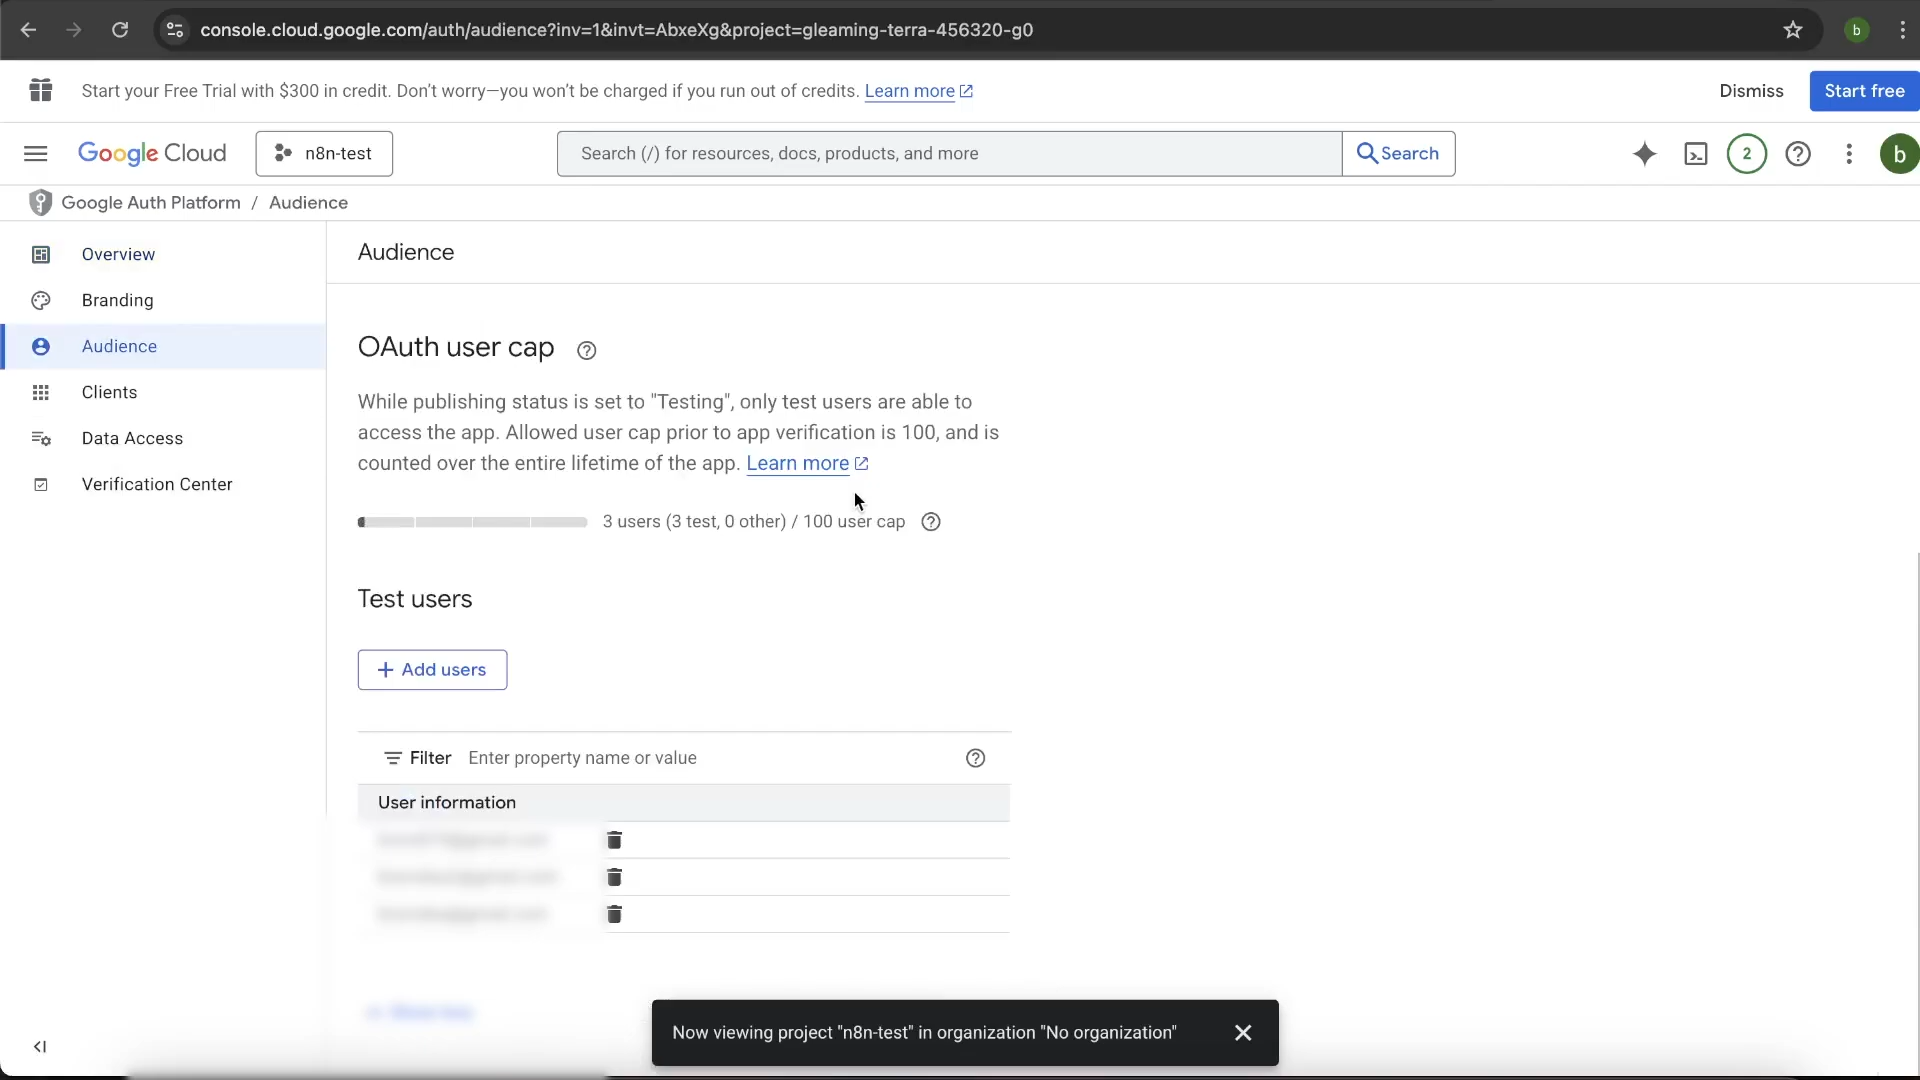 console.cloud.google.com/auth/audience?inv=1&invt=AbxeXg&project=gleaming-terra-456320-g0
b
Start your Free Trial with $300 in credit. Don't worry—you won't be charged if you run out of credits. Learn more
Dismiss
Start free
Google Cloud
n8n-test
Search (/) for resources, docs, products, and more
Search
2
b
Google Auth Platform / Audience
Overview
Branding
Audience
Clients
Data Access
Verification Center
Audience
OAuth user cap
While publishing status is set to "Testing", only test users are able to
access the app. Allowed user cap prior to app verification is 100, and is
counted over the entire lifetime of the app. Learn more
3 users (3 test, 0 other) / 100 user cap
Test users
+ Add users
Filter Enter property name or value
User information
Now viewing project "n8n-test" in organization "No organization"